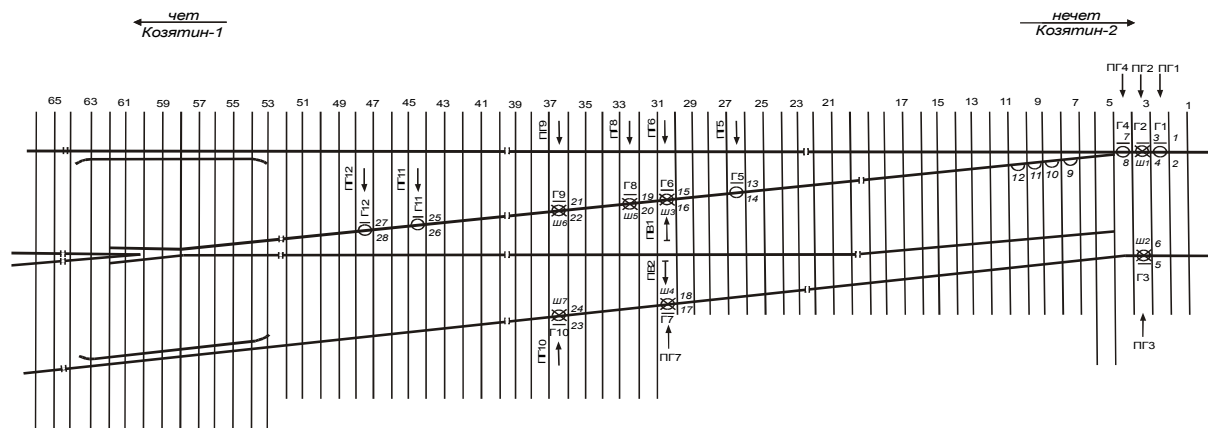 чет
Козятин-1
нечет
Козятин-2
ПГ4 ПГ2 ПГ1
65 63 61 59 57 55 53 51 49 47 45 43 41 39 37 35 33 31 29 27 25 23 21 17 15 13 11 9 7 5 3 1
ПГ9 ПГ8 ПГ6 ПГ5
Г4 Г2 Г1
7 3 1
8 Ш1 4 2
12 11 10 9
ПГ12 ПГ11
Г9 Г8 Г6 Г5 13
21 19 15 14
Ш6 22 Ш5 20 Ш3 16
Г12 Г11
27 25
28 26
ПВ1
ПВ2
Ш2 6
5
Г3
Ш4 18
17
Г7
Ш7 24
Г10 23
ПГ10 ПГ7 ПГ3